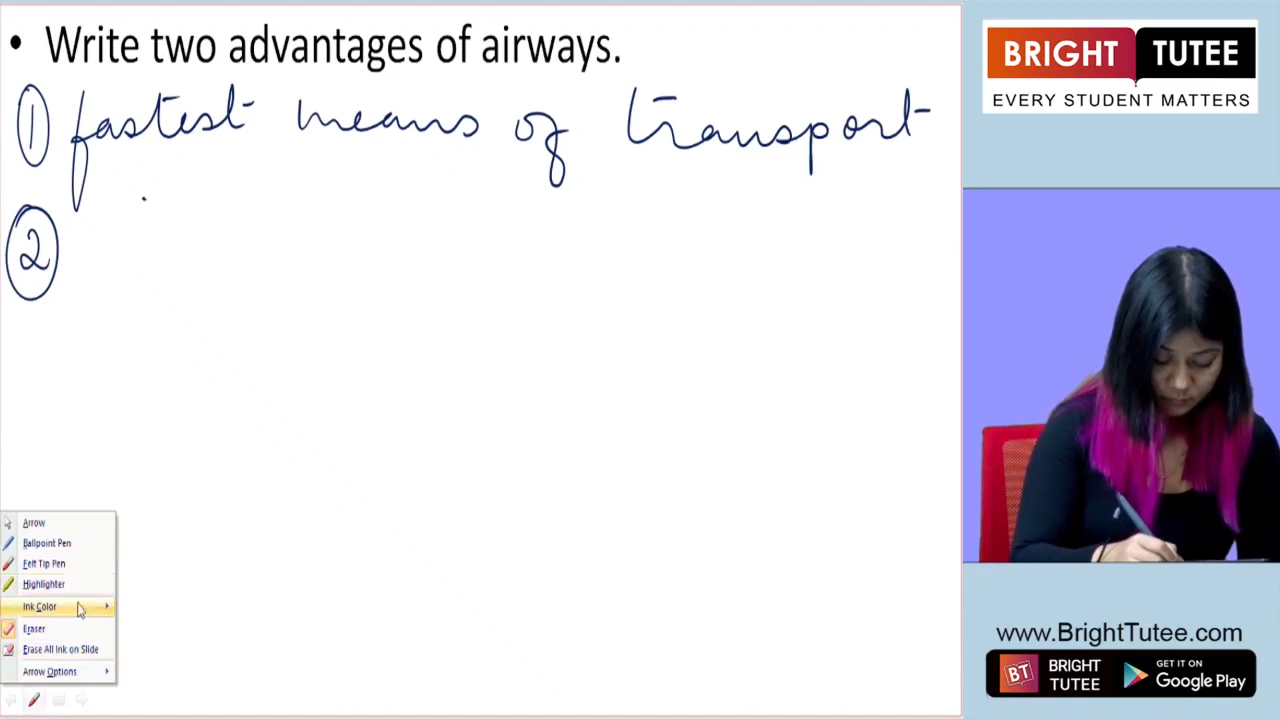 • Write two advantages of airways.
① fastest means of transport
②
BRIGHT TUTEE
EVERY STUDENT MATTERS
Arrow
Ballpoint Pen
Felt Tip Pen
Highlighter
Ink Color
Eraser
Erase All Ink on Slide
Arrow Options
www.BrightTutee.com
BT BRIGHT TUTEE
GET IT ON
Google Play